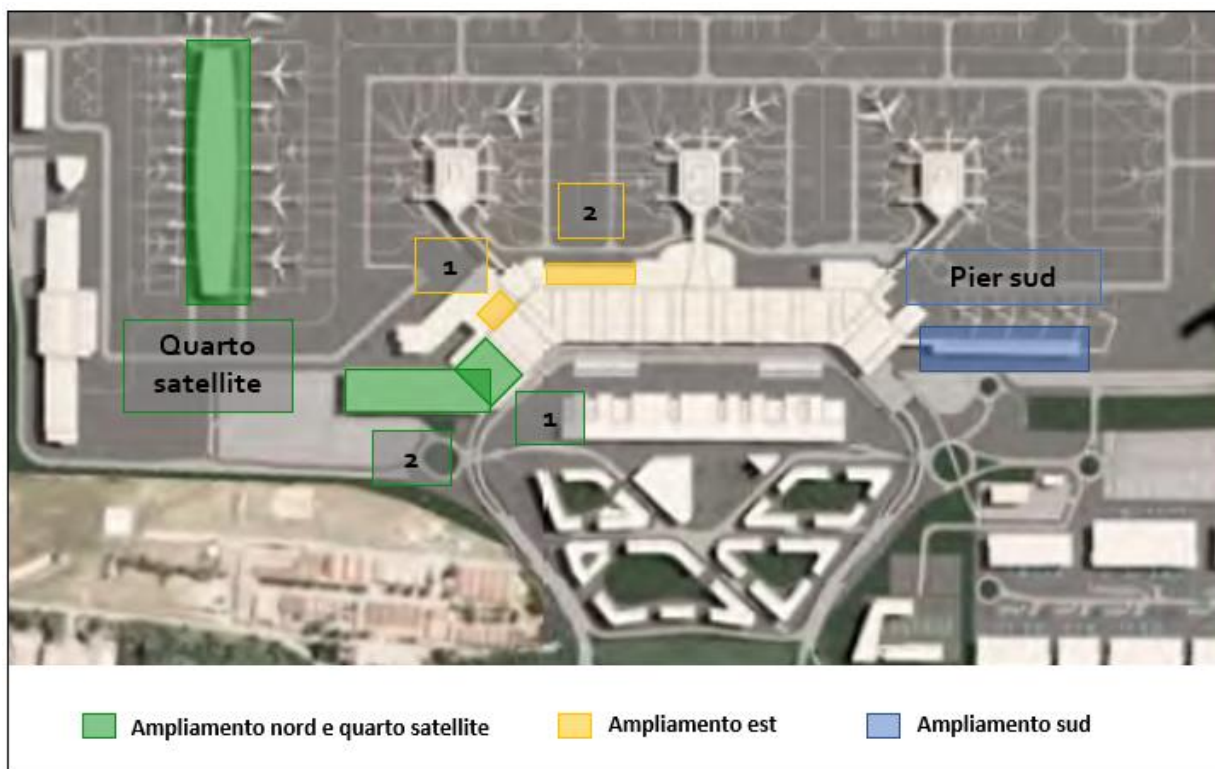 2
1
Pier sud
Quarto
satellite
1
2
Ampliamento nord e quarto satellite
Ampliamento est
Ampliamento sud